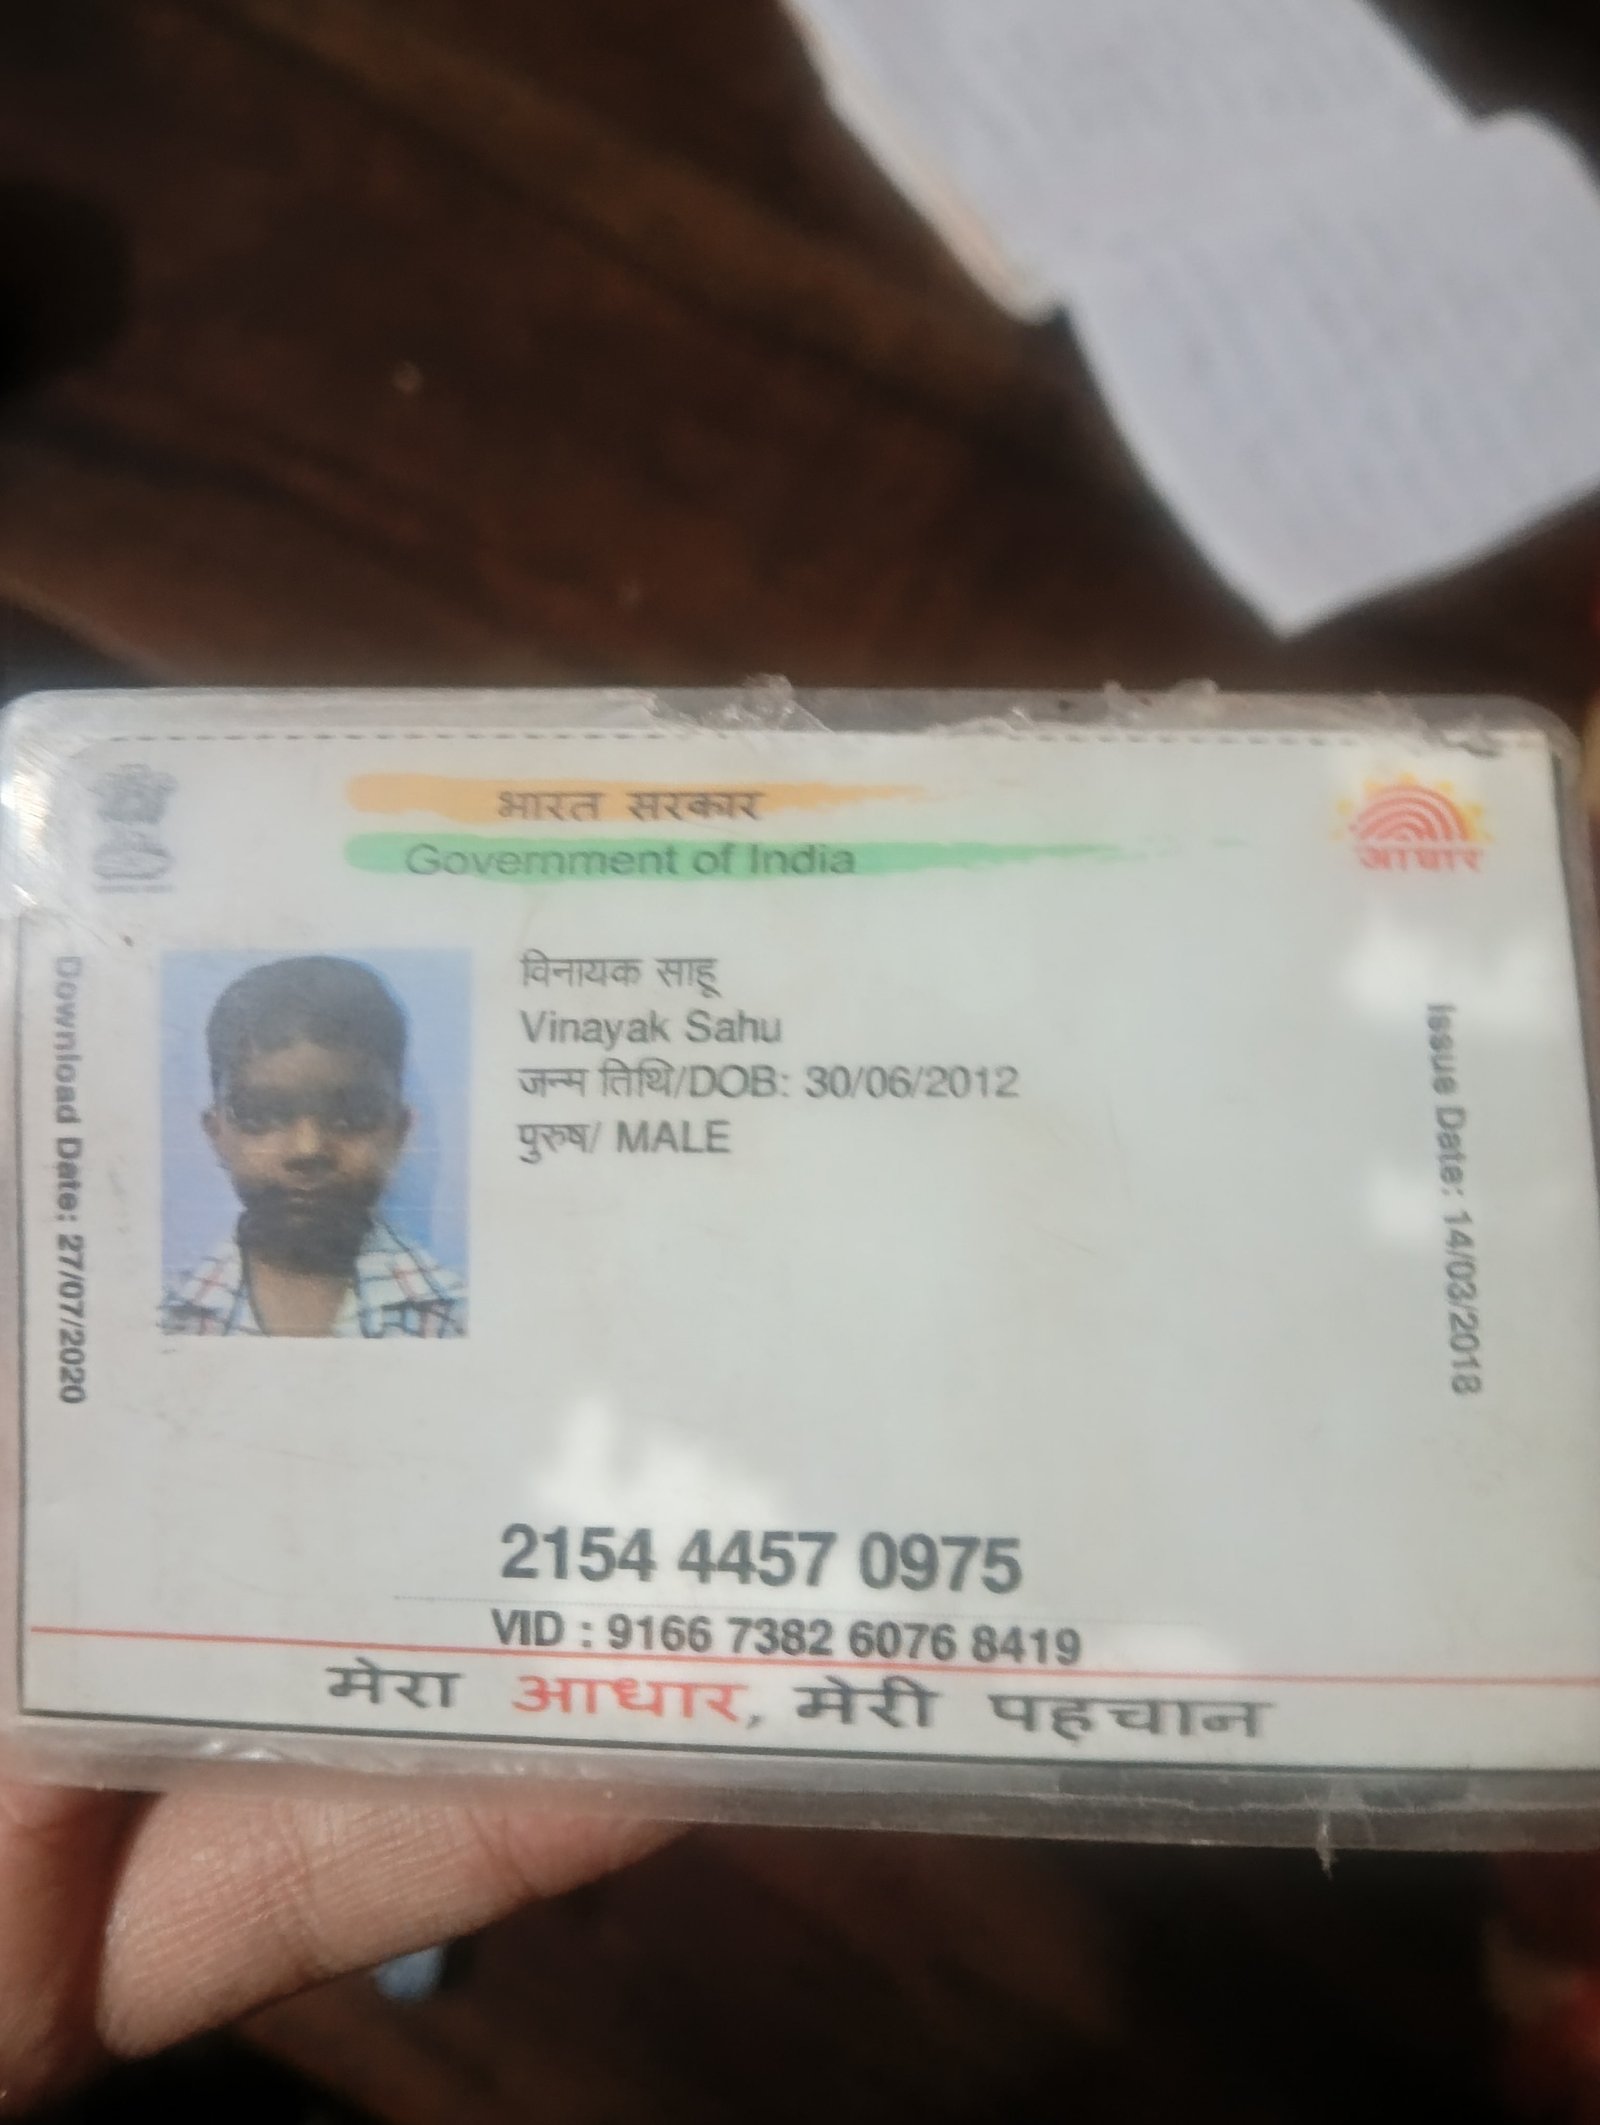 भारत सरकार
Government of India
आधार
Download Date: 27/07/2020
विनायक साहू
Vinayak Sahu
जन्म तिथि/DOB: 30/06/2012
पुरुष/ MALE
Issue Date: 14/03/2018
2154 4457 0975
VID : 9166 7382 6076 8419
मेरा आधार, मेरी पहचान